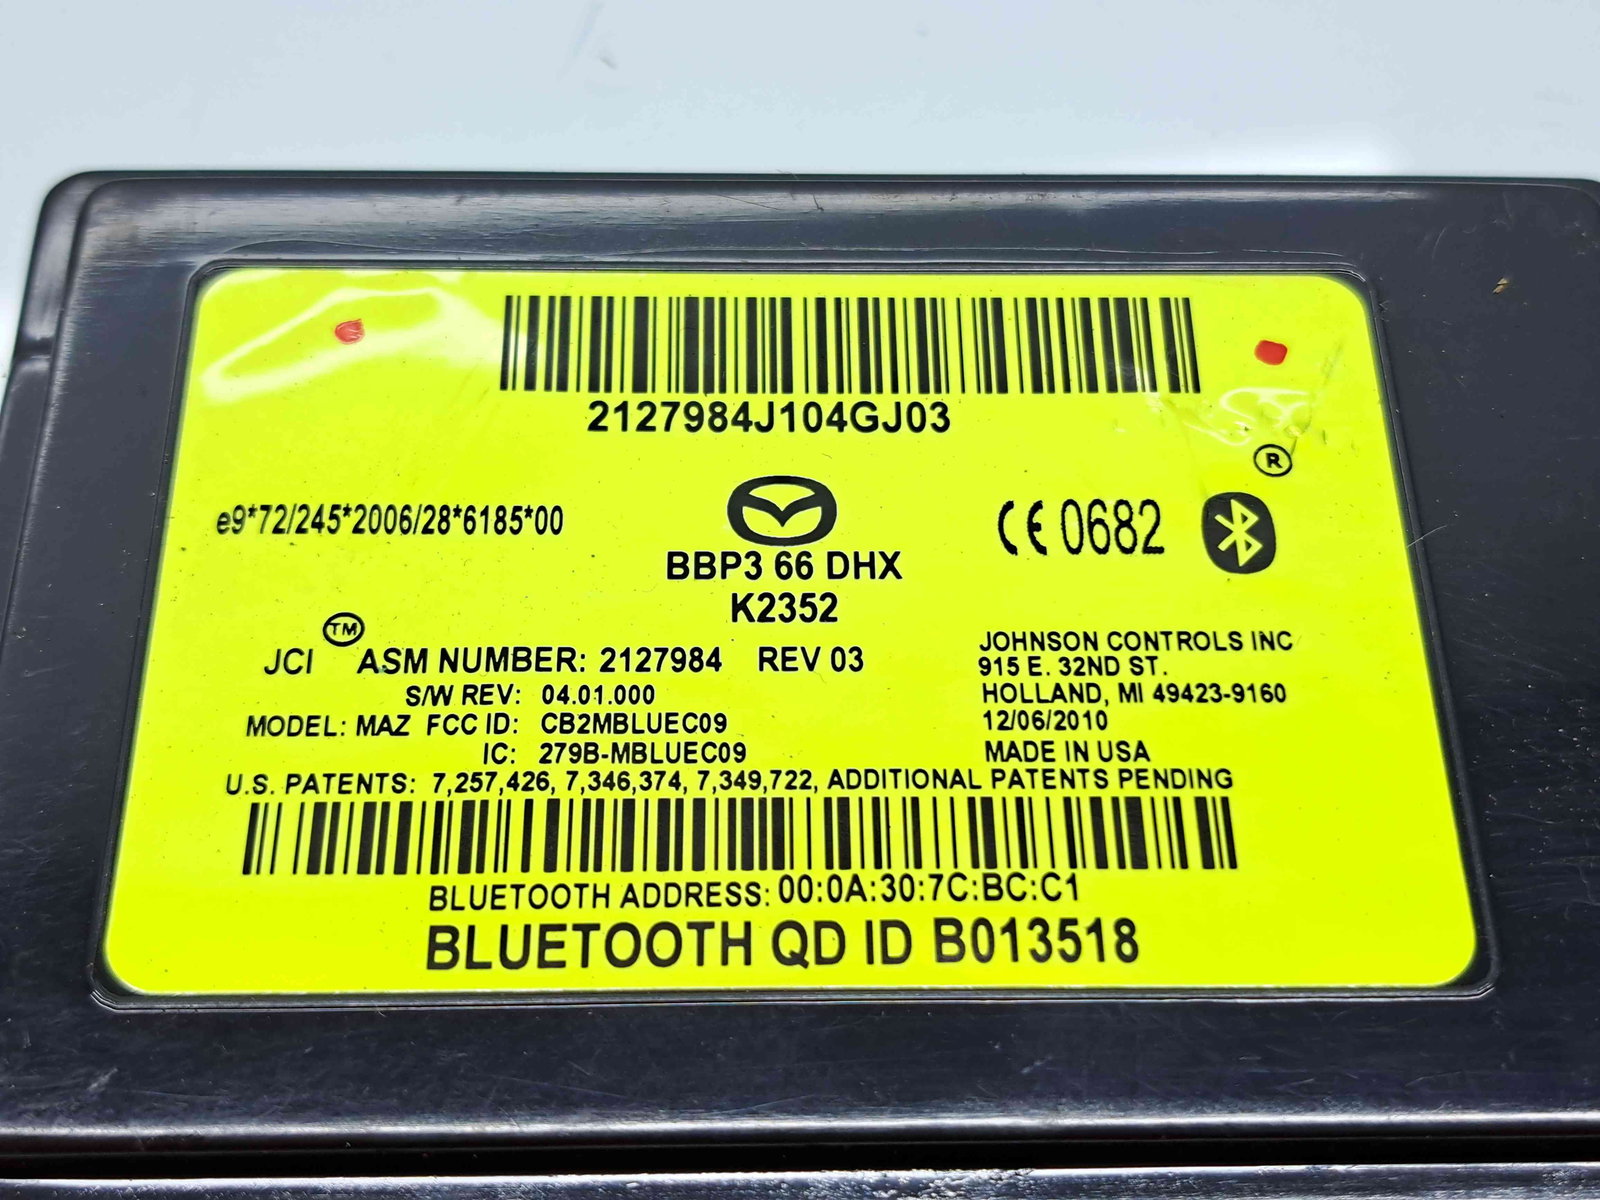 2127984J104GJ03
®
e9*72/245*2006/28*6185*00
CE 0682
BBP3 66 DHX
K2352
JCI ™ ASM NUMBER: 2127984 REV 03
S/W REV: 04.01.000
MODEL: MAZ FCC ID: CB2MBLUEC09
IC: 279B-MBLUEC09
JOHNSON CONTROLS INC
915 E. 32ND ST.
HOLLAND, MI 49423-9160
12/06/2010
MADE IN USA
U.S. PATENTS: 7,257,426, 7,346,374, 7,349,722, ADDITIONAL PATENTS PENDING
BLUETOOTH ADDRESS: 00:0A:30:7C:BC:C1
BLUETOOTH QD ID B013518